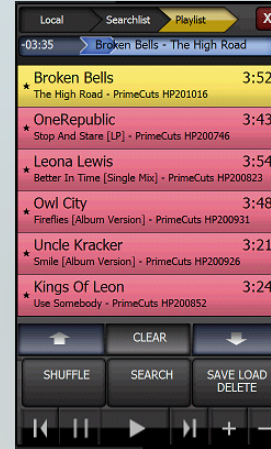 Local Searchlist Playlist X
-03:35 Broken Bells - The High Road
Broken Bells 3:52
The High Road - PrimeCuts HP201016
OneRepublic 3:43
Stop And Stare [LP] - PrimeCuts HP200746
Leona Lewis 3:54
Better In Time [Single Mix] - PrimeCuts HP200823
Owl City 3:48
Fireflies [Album Version] - PrimeCuts HP200931
Uncle Kracker 3:21
Smile [Album Version] - PrimeCuts HP200926
Kings Of Leon 3:24
Use Somebody - PrimeCuts HP200852
CLEAR
SHUFFLE SEARCH SAVE LOAD
DELETE